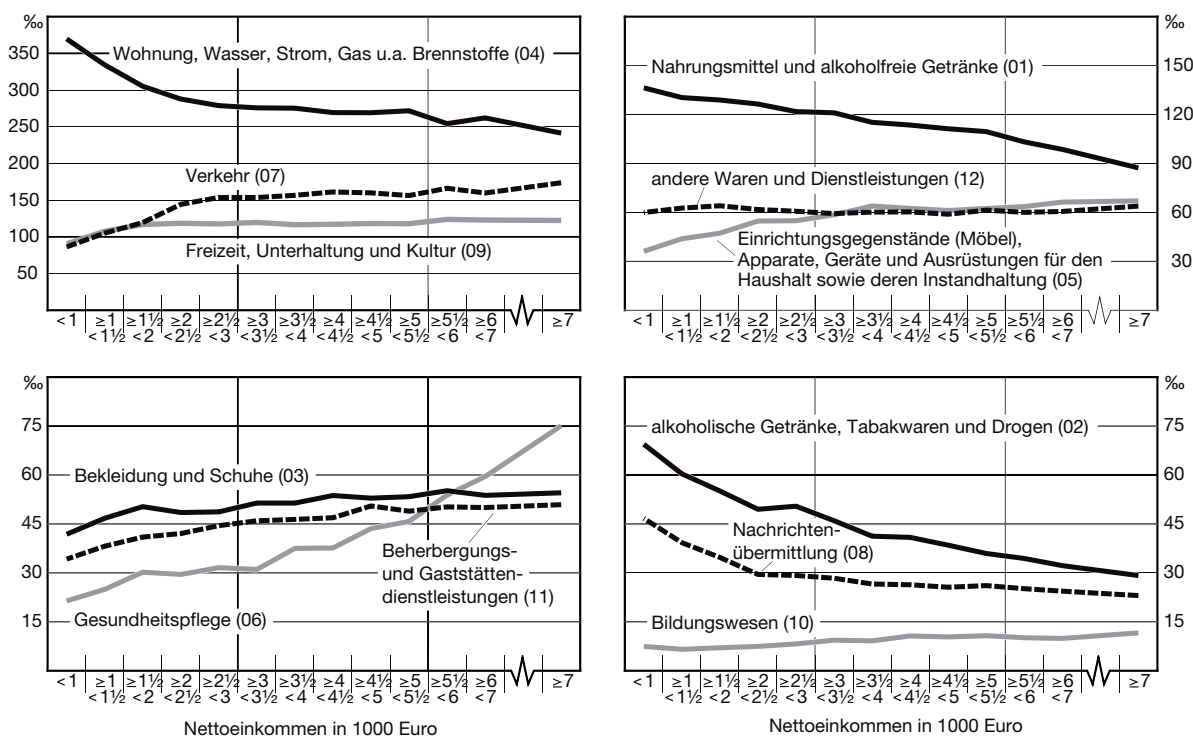 ‰
350
300
250
200
150
100
50
Wohnung, Wasser, Strom, Gas u.a. Brennstoffe (04)
Verkehr (07)
Freizeit, Unterhaltung und Kultur (09)
<1 ≥1 ≥1½ ≥2 ≥2½ ≥3 ≥3½ ≥4 ≥4½ ≥5 ≥5½ ≥6 ≥7
<1½ <2 <2½ <3 <3½ <4 <4½ <5 <5½ <6 <7
‰
150
120
90
60
30
Nahrungsmittel und alkoholfreie Getränke (01)
andere Waren und Dienstleistungen (12)
Einrichtungsgegenstände (Möbel),
Apparate, Geräte und Ausrüstungen für den
Haushalt sowie deren Instandhaltung (05)
<1 ≥1 ≥1½ ≥2 ≥2½ ≥3 ≥3½ ≥4 ≥4½ ≥5 ≥5½ ≥6 ≥7
<1½ <2 <2½ <3 <3½ <4 <4½ <5 <5½ <6 <7
‰
75
60
45
30
15
Bekleidung und Schuhe (03)
Beherbergungs-
und Gaststätten-
dienstleistungen (11)
Gesundheitspflege (06)
<1 ≥1 ≥1½ ≥2 ≥2½ ≥3 ≥3½ ≥4 ≥4½ ≥5 ≥5½ ≥6 ≥7
<1½ <2 <2½ <3 <3½ <4 <4½ <5 <5½ <6 <7
Nettoeinkommen in 1000 Euro
‰
75
60
45
30
15
alkoholische Getränke, Tabakwaren und Drogen (02)
Nachrichten-
übermittlung (08)
Bildungswesen (10)
<1 ≥1 ≥1½ ≥2 ≥2½ ≥3 ≥3½ ≥4 ≥4½ ≥5 ≥5½ ≥6 ≥7
<1½ <2 <2½ <3 <3½ <4 <4½ <5 <5½ <6 <7
Nettoeinkommen in 1000 Euro